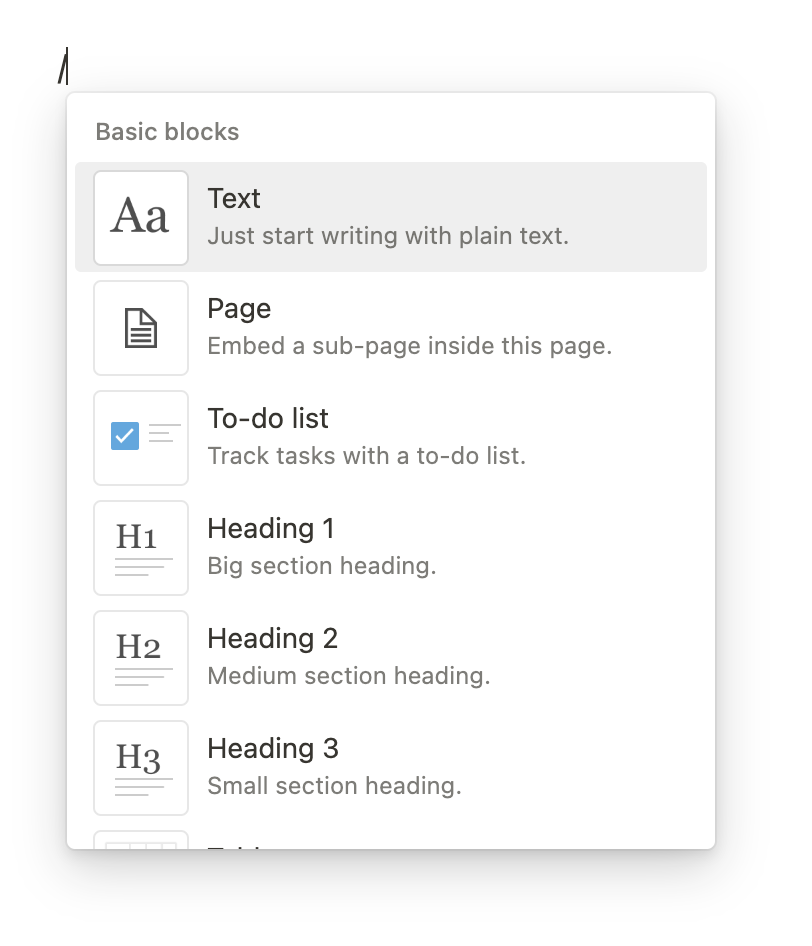 /
Basic blocks
Aa
Text
Just start writing with plain text.
Page
Embed a sub-page inside this page.
To-do list
Track tasks with a to-do list.
H1
Heading 1
Big section heading.
H2
Heading 2
Medium section heading.
H3
Heading 3
Small section heading.